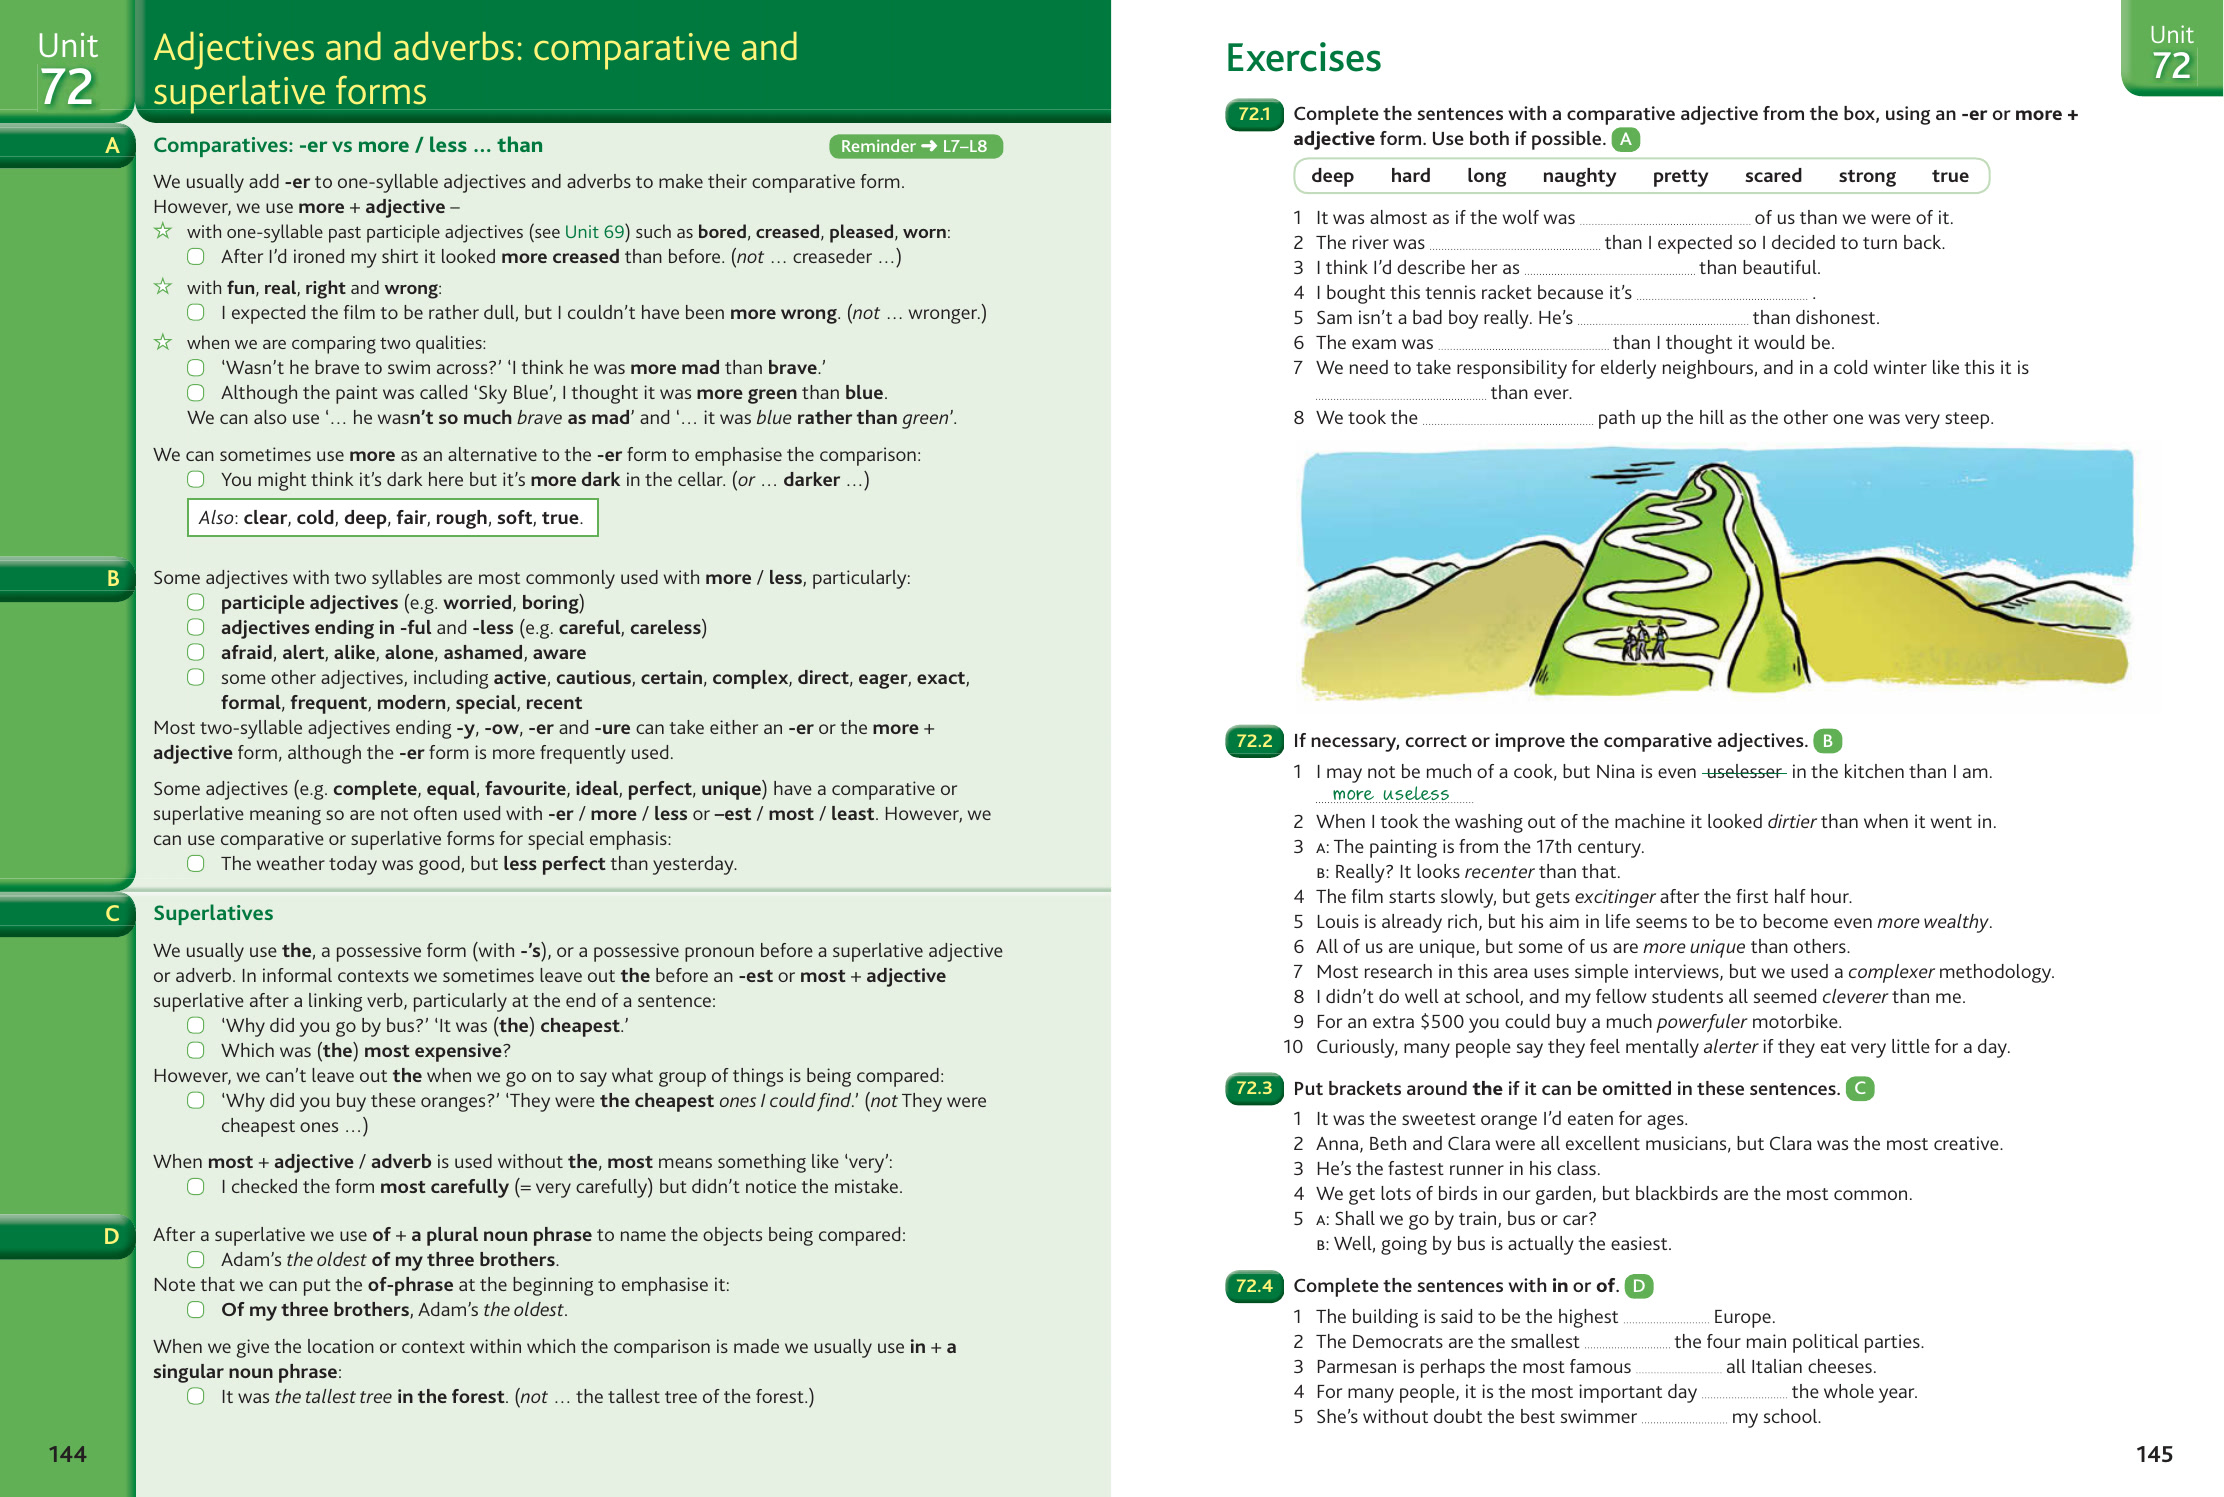 Unit
72
Adjectives and adverbs: comparative and
superlative forms
A
Comparatives: -er vs more / less … than
Reminder ➜ L7–L8
We usually add -er to one-syllable adjectives and adverbs to make their comparative form.
However, we use more + adjective –
☆ with one-syllable past participle adjectives (see Unit 69) such as bored, creased, pleased, worn:
After I’d ironed my shirt it looked more creased than before. (not … creaseder …)
☆ with fun, real, right and wrong:
I expected the film to be rather dull, but I couldn’t have been more wrong. (not … wronger.)
☆ when we are comparing two qualities:
‘Wasn’t he brave to swim across?’ ‘I think he was more mad than brave.’
Although the paint was called ‘Sky Blue’, I thought it was more green than blue.
We can also use ‘… he wasn’t so much brave as mad’ and ‘… it was blue rather than green’.
We can sometimes use more as an alternative to the -er form to emphasise the comparison:
You might think it’s dark here but it’s more dark in the cellar. (or … darker …)
Also: clear, cold, deep, fair, rough, soft, true.
B
Some adjectives with two syllables are most commonly used with more / less, particularly:
participle adjectives (e.g. worried, boring)
adjectives ending in -ful and -less (e.g. careful, careless)
afraid, alert, alike, alone, ashamed, aware
some other adjectives, including active, cautious, certain, complex, direct, eager, exact,
formal, frequent, modern, special, recent
Most two-syllable adjectives ending -y, -ow, -er and -ure can take either an -er or the more +
adjective form, although the -er form is more frequently used.
Some adjectives (e.g. complete, equal, favourite, ideal, perfect, unique) have a comparative or
superlative meaning so are not often used with -er / more / less or –est / most / least. However, we
can use comparative or superlative forms for special emphasis:
The weather today was good, but less perfect than yesterday.
C
Superlatives
We usually use the, a possessive form (with -’s), or a possessive pronoun before a superlative adjective
or adverb. In informal contexts we sometimes leave out the before an -est or most + adjective
superlative after a linking verb, particularly at the end of a sentence:
‘Why did you go by bus?’ ‘It was (the) cheapest.’
Which was (the) most expensive?
However, we can’t leave out the when we go on to say what group of things is being compared:
‘Why did you buy these oranges?’ ‘They were the cheapest ones I could find.’ (not They were
cheapest ones …)
When most + adjective / adverb is used without the, most means something like ‘very’:
I checked the form most carefully (= very carefully) but didn’t notice the mistake.
D
After a superlative we use of + a plural noun phrase to name the objects being compared:
Adam’s the oldest of my three brothers.
Note that we can put the of-phrase at the beginning to emphasise it:
Of my three brothers, Adam’s the oldest.
When we give the location or context within which the comparison is made we usually use in + a
singular noun phrase:
It was the tallest tree in the forest. (not … the tallest tree of the forest.)
144
Exercises
Unit
72
72.1 Complete the sentences with a comparative adjective from the box, using an -er or more +
adjective form. Use both if possible. A
deep hard long naughty pretty scared strong true
1 It was almost as if the wolf was .......... of us than we were of it.
2 The river was .......... than I expected so I decided to turn back.
3 I think I’d describe her as .......... than beautiful.
4 I bought this tennis racket because it’s .......... .
5 Sam isn’t a bad boy really. He’s .......... than dishonest.
6 The exam was .......... than I thought it would be.
7 We need to take responsibility for elderly neighbours, and in a cold winter like this it is
.......... than ever.
8 We took the .......... path up the hill as the other one was very steep.
72.2 If necessary, correct or improve the comparative adjectives. B
1 I may not be much of a cook, but Nina is even uselesser in the kitchen than I am.
more useless
2 When I took the washing out of the machine it looked dirtier than when it went in.
3 A: The painting is from the 17th century.
B: Really? It looks recenter than that.
4 The film starts slowly, but gets excitinger after the first half hour.
5 Louis is already rich, but his aim in life seems to be to become even more wealthy.
6 All of us are unique, but some of us are more unique than others.
7 Most research in this area uses simple interviews, but we used a complexer methodology.
8 I didn’t do well at school, and my fellow students all seemed cleverer than me.
9 For an extra $500 you could buy a much powerfuler motorbike.
10 Curiously, many people say they feel mentally alerter if they eat very little for a day.
72.3 Put brackets around the if it can be omitted in these sentences. C
1 It was the sweetest orange I’d eaten for ages.
2 Anna, Beth and Clara were all excellent musicians, but Clara was the most creative.
3 He’s the fastest runner in his class.
4 We get lots of birds in our garden, but blackbirds are the most common.
5 A: Shall we go by train, bus or car?
B: Well, going by bus is actually the easiest.
72.4 Complete the sentences with in or of. D
1 The building is said to be the highest .......... Europe.
2 The Democrats are the smallest .......... the four main political parties.
3 Parmesan is perhaps the most famous .......... all Italian cheeses.
4 For many people, it is the most important day .......... the whole year.
5 She’s without doubt the best swimmer .......... my school.
145